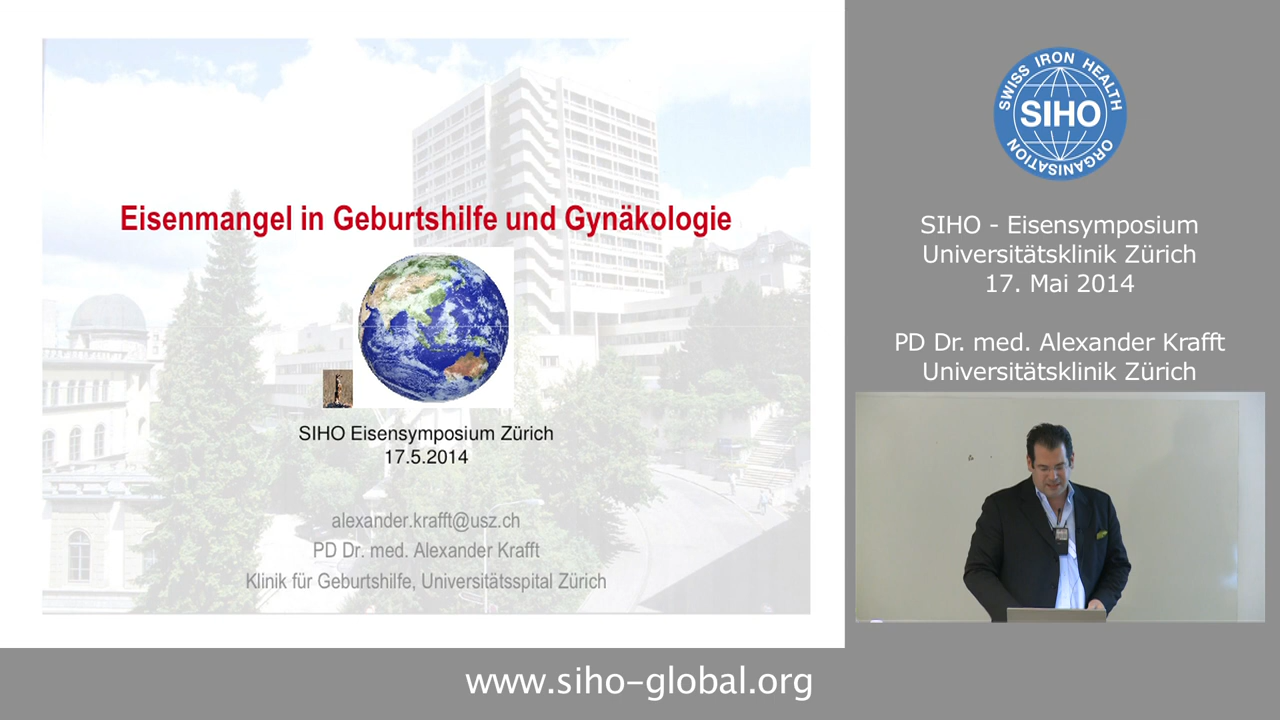 Eisenmangel in Geburtshilfe und Gynäkologie
SIHO Eisensymposium Zürich
17.5.2014
alexander.krafft@usz.ch
PD Dr. med. Alexander Krafft
Klinik für Geburtshilfe, Universitätsspital Zürich
SWISS IRON HEALTH
SIHO
ORGANISATION
SIHO - Eisensymposium
Universitätsklinik Zürich
17. Mai 2014
PD Dr. med. Alexander Krafft
Universitätsklinik Zürich
www.siho-global.org